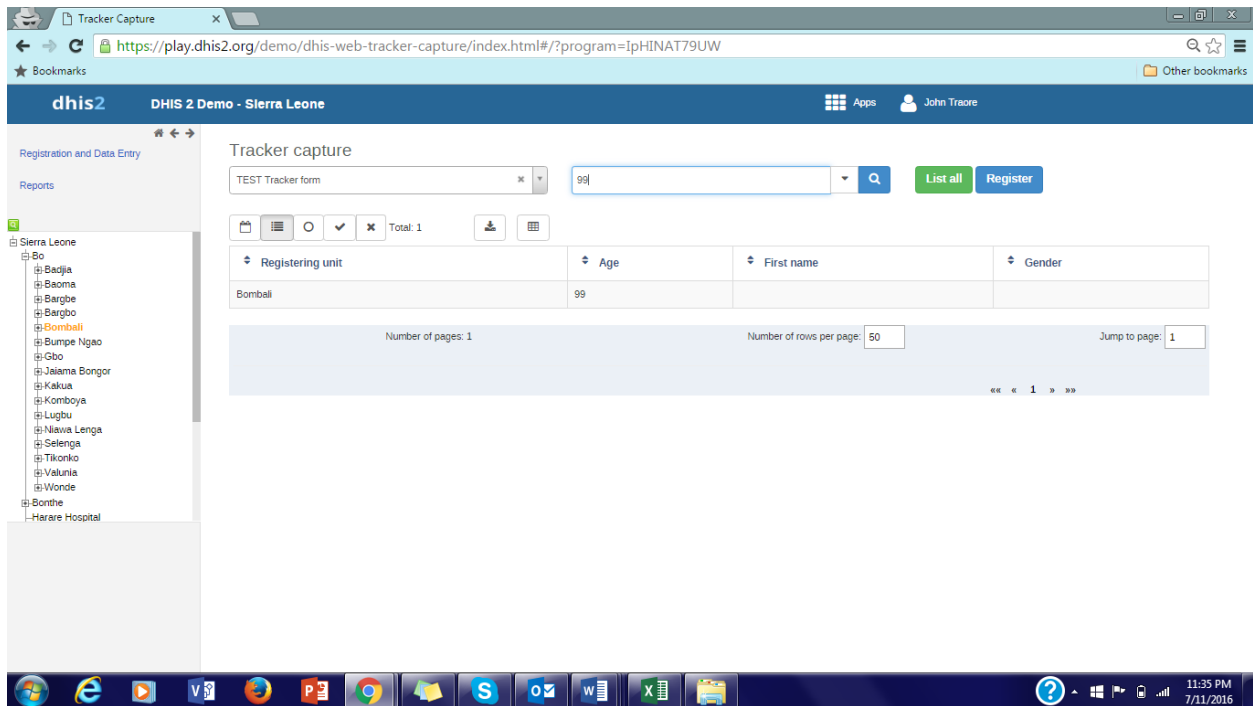 Tracker Capture
https://play.dhis2.org/demo/dhis-web-tracker-capture/index.html#/?program=IpHINAT79UW
Bookmarks
Other bookmarks
dhis2 DHIS 2 Demo - Sierra Leone Apps John Traore
Registration and Data Entry
Reports
Sierra Leone
Bo
Badjia
Baoma
Bargbe
Bargbo
Bombali
Bumpe Ngao
Gbo
Jaiama Bongor
Kakua
Komboya
Lugbu
Niawa Lenga
Selenga
Tikonko
Valunia
Wonde
Bonthe
Harare Hospital
Tracker capture
TEST Tracker form 99 List all Register
Total: 1
Registering unit Age First name Gender
Bombali 99
Number of pages: 1 Number of rows per page: 50 Jump to page: 1
«« « 1 » »»
11:35 PM
7/11/2016